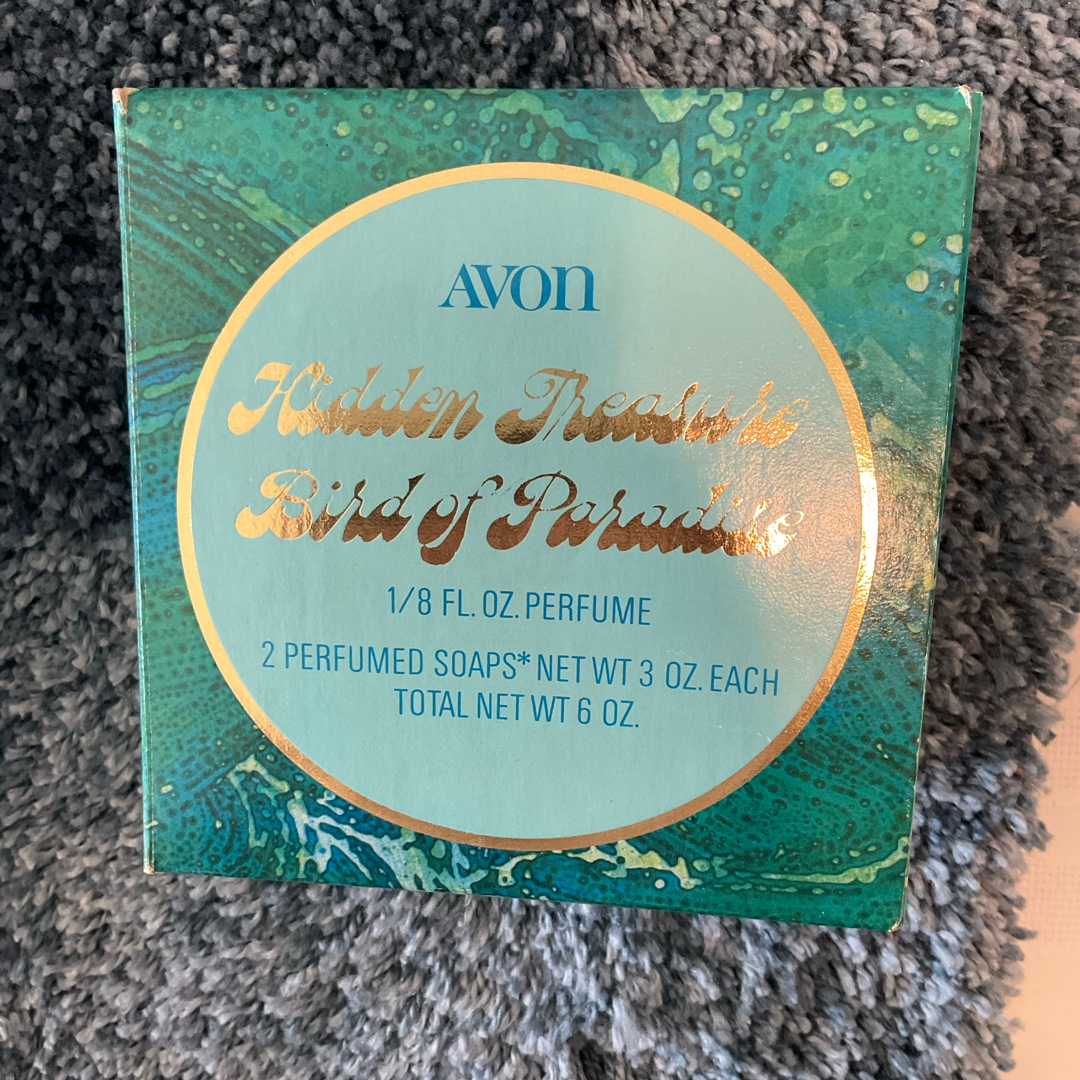 AVON
Hidden Treasure
Bird of Paradise
1/8 FL. OZ. PERFUME
2 PERFUMED SOAPS* NET WT 3 OZ. EACH
TOTAL NET WT 6 OZ.